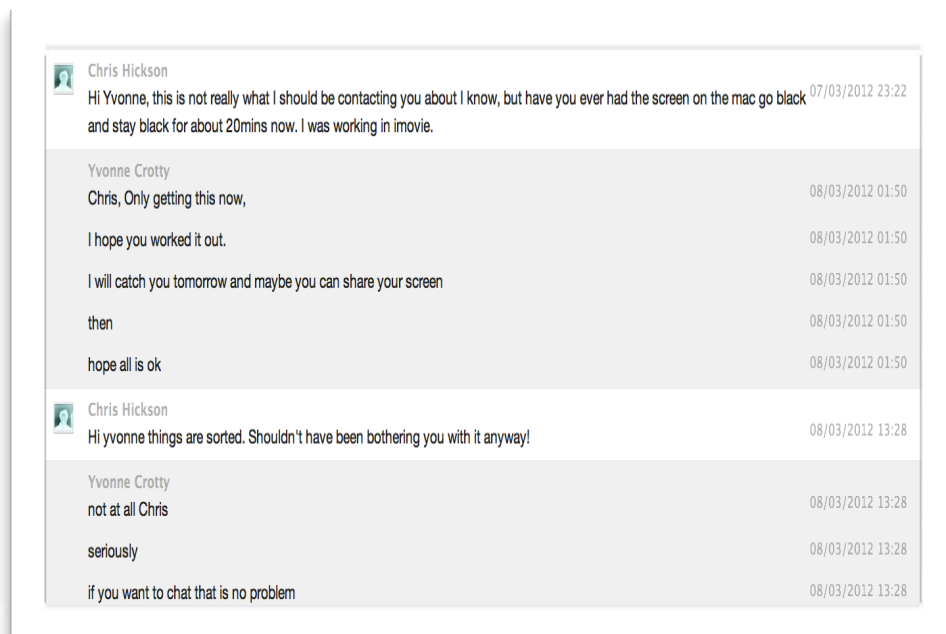 Chris Hickson
Hi Yvonne, this is not really what I should be contacting you about I know, but have you ever had the screen on the mac go black 07/03/2012 23:22
and stay black for about 20mins now. I was working in imovie.
Yvonne Crotty
Chris, Only getting this now, 08/03/2012 01:50
I hope you worked it out. 08/03/2012 01:50
I will catch you tomorrow and maybe you can share your screen 08/03/2012 01:50
then 08/03/2012 01:50
hope all is ok 08/03/2012 01:50
Chris Hickson
Hi yvonne things are sorted. Shouldn't have been bothering you with it anyway! 08/03/2012 13:28
Yvonne Crotty
not at all Chris 08/03/2012 13:28
seriously 08/03/2012 13:28
if you want to chat that is no problem 08/03/2012 13:28